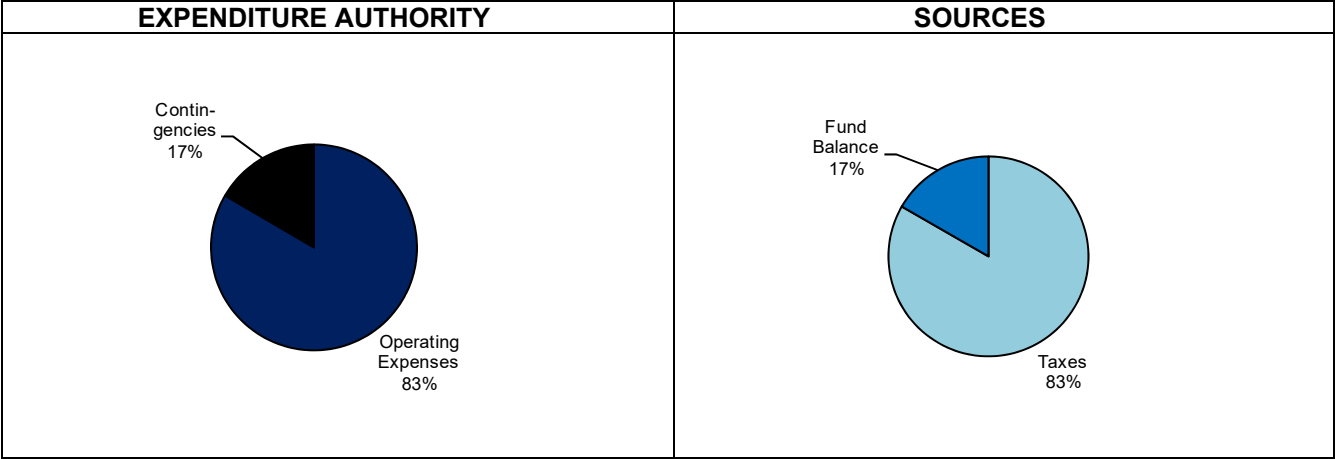 EXPENDITURE AUTHORITY
Contin-
gencies
17%
Operating
Expenses
83%
SOURCES
Fund
Balance
17%
Taxes
83%